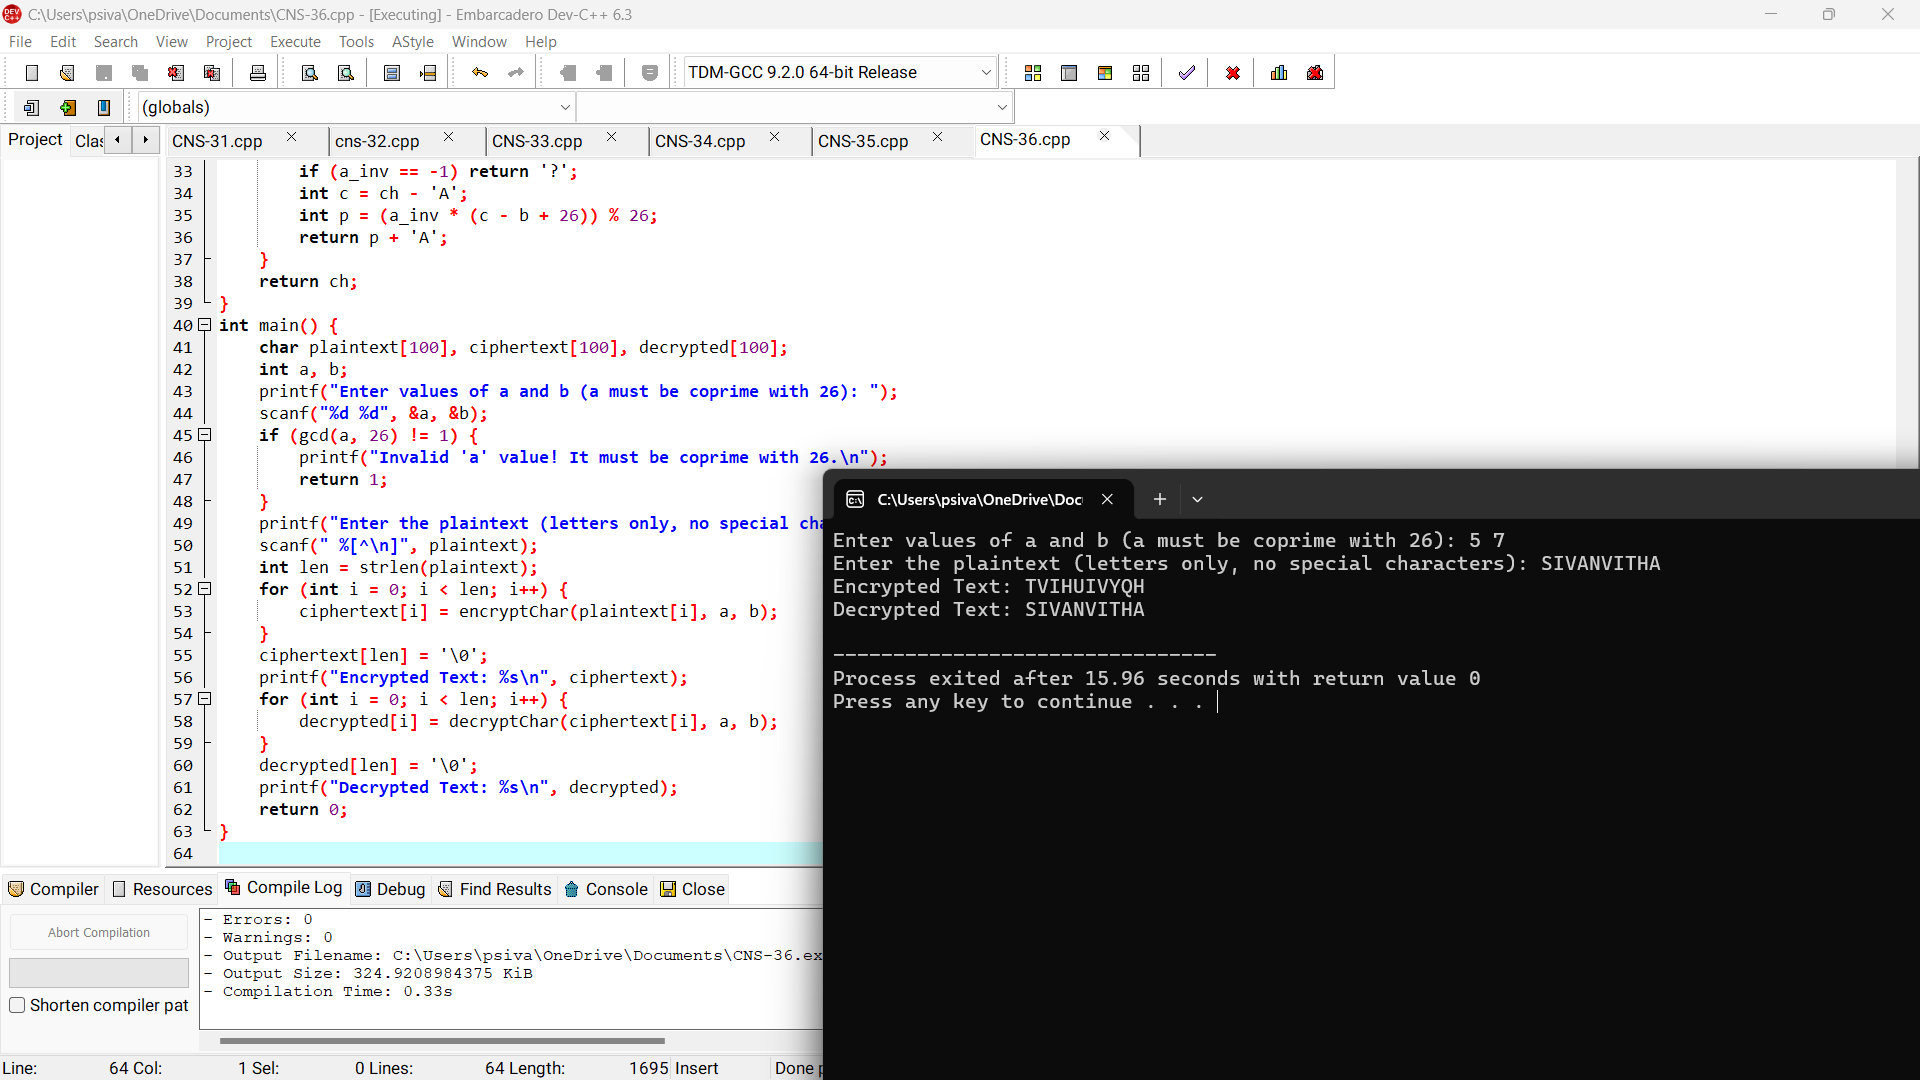 C:\Users\psiva\OneDrive\Documents\CNS-36.cpp - [Executing] - Embarcadero Dev-C++ 6.3
File Edit Search View Project Execute Tools AStyle Window Help
TDM-GCC 9.2.0 64-bit Release
(globals)
Project Clas CNS-31.cpp cns-32.cpp CNS-33.cpp CNS-34.cpp CNS-35.cpp CNS-36.cpp
33 if (a_inv == -1) return '?';
34 int c = ch - 'A';
35 int p = (a_inv * (c - b + 26)) % 26;
36 return p + 'A';
37 }
38 return ch;
39 }
40 int main() {
41 char plaintext[100], ciphertext[100], decrypted[100];
42 int a, b;
43 printf("Enter values of a and b (a must be coprime with 26): ");
44 scanf("%d %d", &a, &b);
45 if (gcd(a, 26) != 1) {
46 printf("Invalid 'a' value! It must be coprime with 26.\n");
47 return 1;
48 }
49 printf("Enter the plaintext (letters only, no special cha
50 scanf(" %[^\n]", plaintext);
51 int len = strlen(plaintext);
52 for (int i = 0; i < len; i++) {
53 ciphertext[i] = encryptChar(plaintext[i], a, b);
54 }
55 ciphertext[len] = '\0';
56 printf("Encrypted Text: %s\n", ciphertext);
57 for (int i = 0; i < len; i++) {
58 decrypted[i] = decryptChar(ciphertext[i], a, b);
59 }
60 decrypted[len] = '\0';
61 printf("Decrypted Text: %s\n", decrypted);
62 return 0;
63 }
64
C:\Users\psiva\OneDrive\Doc
Enter values of a and b (a must be coprime with 26): 5 7
Enter the plaintext (letters only, no special characters): SIVANVITHA
Encrypted Text: TVIHUIVYQH
Decrypted Text: SIVANVITHA
--------------------------------
Process exited after 15.96 seconds with return value 0
Press any key to continue . . .
Compiler Resources Compile Log Debug Find Results Console Close
Abort Compilation
Shorten compiler pat
- Errors: 0
- Warnings: 0
- Output Filename: C:\Users\psiva\OneDrive\Documents\CNS-36.ex
- Output Size: 324.9208984375 KiB
- Compilation Time: 0.33s
Line: 64 Col: 1 Sel: 0 Lines: 64 Length: 1695 Insert Done p